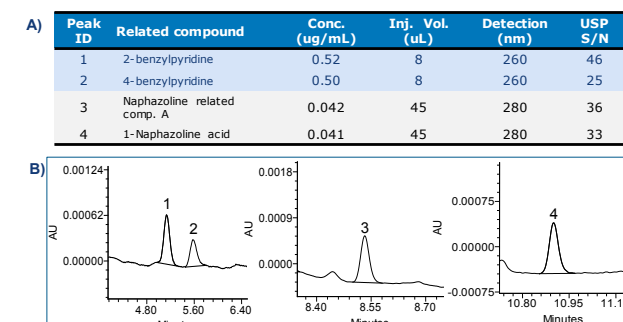 A)
Peak ID Related compound Conc. (ug/mL) Inj. Vol. (uL) Detection (nm) USP S/N
1 2-benzylpyridine 0.52 8 260 46
2 4-benzylpyridine 0.50 8 260 25
3 Naphazoline related comp. A 0.042 45 280 36
4 1-Naphazoline acid 0.041 45 280 33
B)
AU
0.00124
0.00062
0.00000
1
2
4.80 5.60 6.40
AU
0.0018
0.0009
0.0000
3
8.40 8.55 8.70
Minutes
AU
0.00075
0.00000
-0.00075
4
10.80 10.95 11.1
Minutes